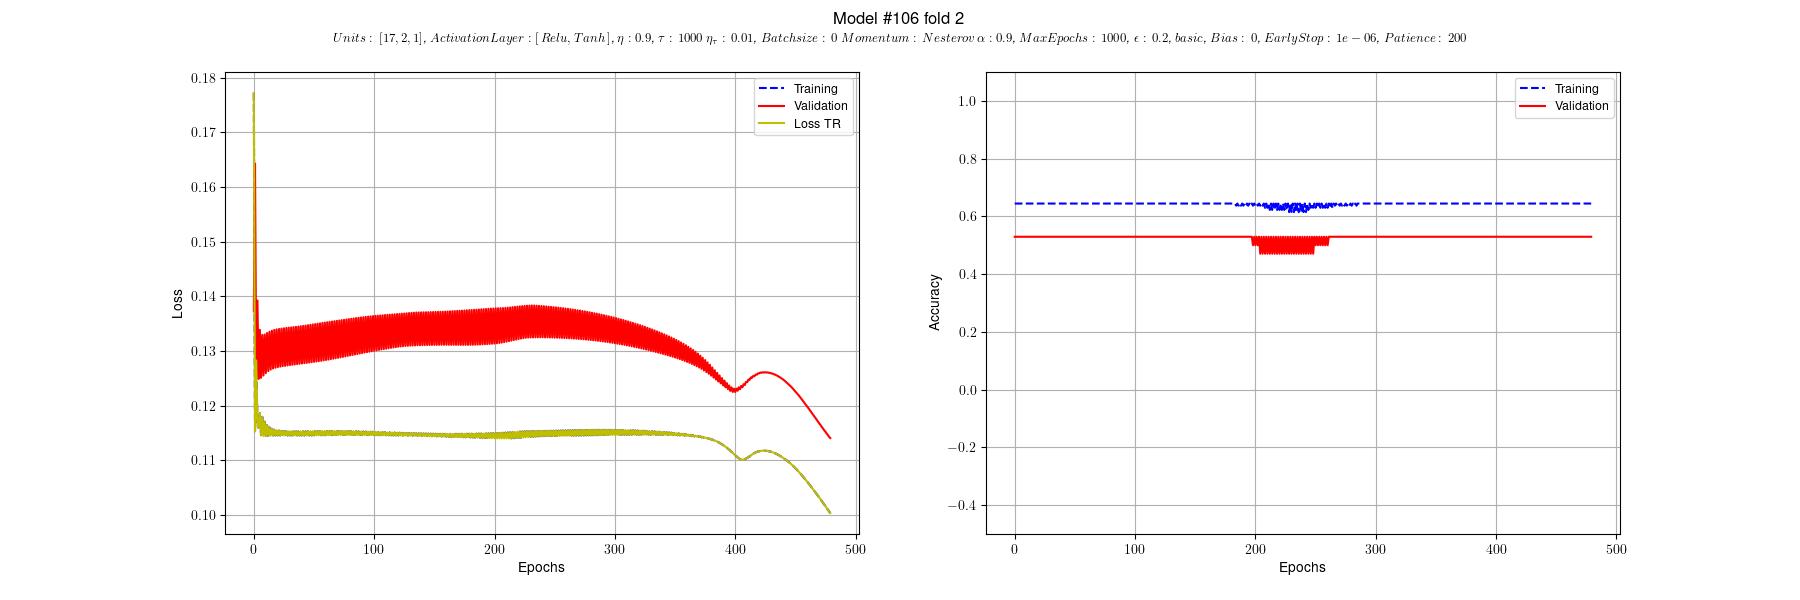 Model #106 fold 2
Units : [17, 2, 1], ActivationLayer : [Relu, Tanh], η : 0.9, τ : 1000 η_τ : 0.01, Batchsize : 0 Momentum : Nesterov α : 0.9, MaxEpochs : 1000, ϵ : 0.2, basic, Bias : 0, EarlyStop : 1e − 06, Patience : 200
Loss
0.18
0.17
0.16
0.15
0.14
0.13
0.12
0.11
0.10
Training
Validation
Loss TR
0 100 200 300 400 500
Epochs
Accuracy
1.0
0.8
0.6
0.4
0.2
0.0
−0.2
−0.4
Training
Validation
0 100 200 300 400 500
Epochs